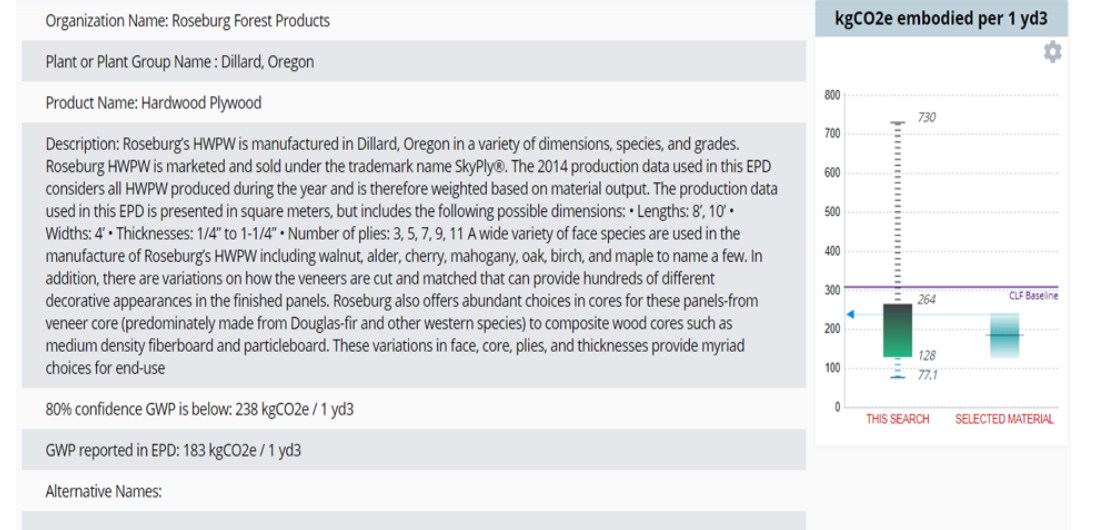 Organization Name: Roseburg Forest Products
Plant or Plant Group Name : Dillard, Oregon
Product Name: Hardwood Plywood
Description: Roseburg's HWPW is manufactured in Dillard, Oregon in a variety of dimensions, species, and grades.
Roseburg HWPW is marketed and sold under the trademark name SkyPly®. The 2014 production data used in this EPD
considers all HWPW produced during the year and is therefore weighted based on material output. The production data
used in this EPD is presented in square meters, but includes the following possible dimensions: • Lengths: 8', 10' •
Widths: 4' • Thicknesses: 1/4" to 1-1/4" • Number of plies: 3, 5, 7, 9, 11 A wide variety of face species are used in the
manufacture of Roseburg's HWPW including walnut, alder, cherry, mahogany, oak, birch, and maple to name a few. In
addition, there are variations on how the veneers are cut and matched that can provide hundreds of different
decorative appearances in the finished panels. Roseburg also offers abundant choices in cores for these panels-from
veneer core (predominately made from Douglas-fir and other western species) to composite wood cores such as
medium density fiberboard and particleboard. These variations in face, core, plies, and thicknesses provide myriad
choices for end-use
80% confidence GWP is below: 238 kgCO2e / 1 yd3
GWP reported in EPD: 183 kgCO2e / 1 yd3
Alternative Names:
kgCO2e embodied per 1 yd3
800
730
700
600
500
400
300
CLF Baseline
264
200
128
100
77.1
0
THIS SEARCH
SELECTED MATERIAL